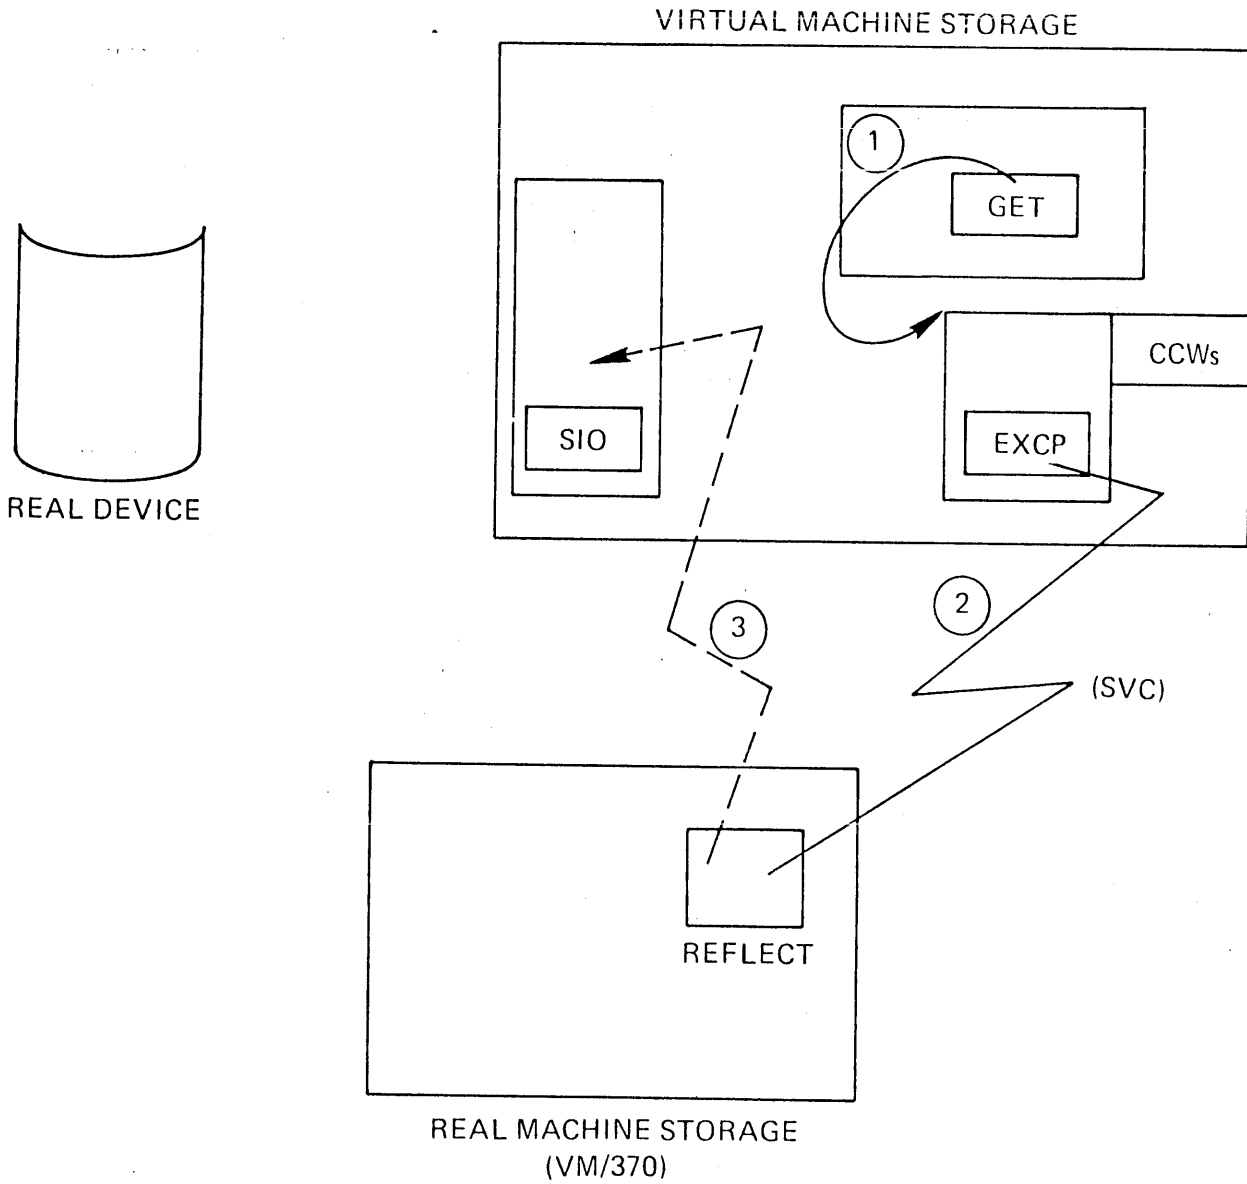 VIRTUAL MACHINE STORAGE
1
GET
CCWs
SIO
EXCP
REAL DEVICE
2
3
(SVC)
REFLECT
REAL MACHINE STORAGE
(VM/370)